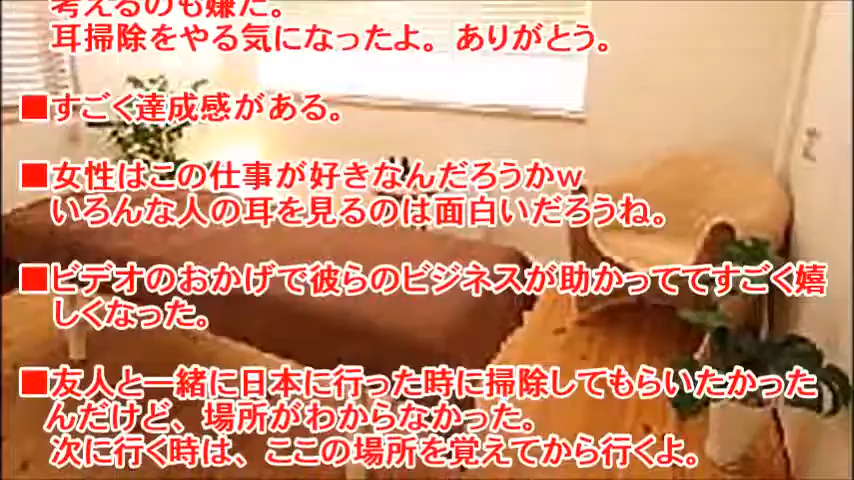 考えるのも嫌だ。
耳掃除をやる気になったよ。ありがとう。
■すごく達成感がある。
■女性はこの仕事が好きなんだろうかｗ
いろんな人の耳を見るのは面白いだろうね。
■ビデオのおかげで彼らのビジネスが助かっててすごく嬉
しくなった。
■友人と一緒に日本に行った時に掃除してもらいたかった
んだけど、場所がわからなかった。
次に行く時は、ここの場所を覚えてから行くよ。